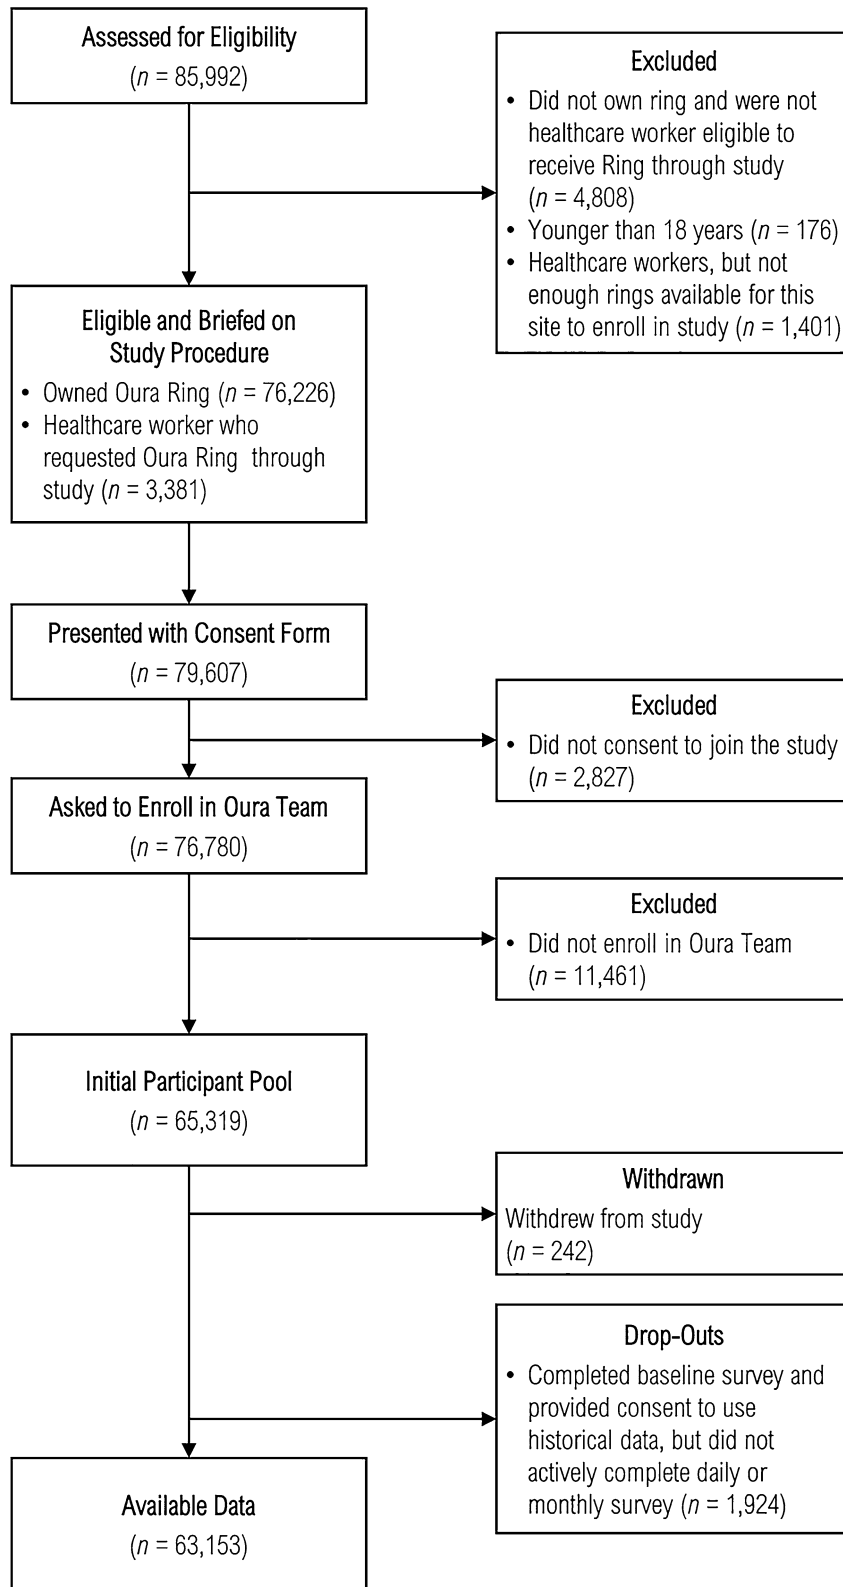 Assessed for Eligibility
(n = 85,992)
Excluded
• Did not own ring and were not
healthcare worker eligible to
receive Ring through study
(n = 4,808)
• Younger than 18 years (n = 176)
• Healthcare workers, but not
enough rings available for this
site to enroll in study (n = 1,401)
Eligible and Briefed on
Study Procedure
• Owned Oura Ring (n = 76,226)
• Healthcare worker who
requested Oura Ring through
study (n = 3,381)
Presented with Consent Form
(n = 79,607)
Excluded
• Did not consent to join the study
(n = 2,827)
Asked to Enroll in Oura Team
(n = 76,780)
Excluded
• Did not enroll in Oura Team
(n = 11,461)
Initial Participant Pool
(n = 65,319)
Withdrawn
Withdrew from study
(n = 242)
Drop-Outs
• Completed baseline survey and
provided consent to use
historical data, but did not
actively complete daily or
monthly survey (n = 1,924)
Available Data
(n = 63,153)